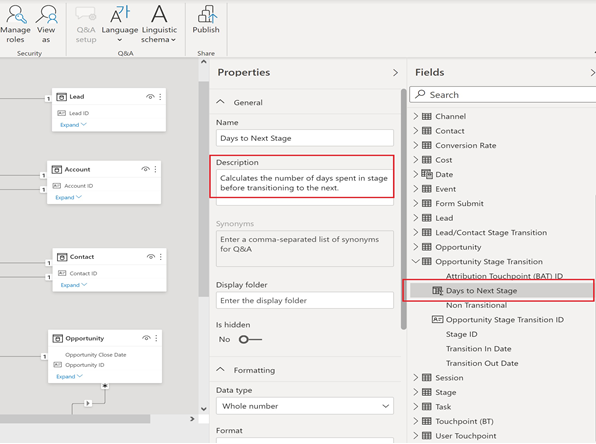 Manage
roles
View
as
Q&A
setup
Language
Linguistic
schema
Publish
Security
Q&A
Share
Lead
Lead ID
Expand
1
Account
Account ID
Expand
1
1
Contact
Contact ID
Expand
1
1
Opportunity
Opportunity Close Date
Opportunity ID
Expand
1
*
Properties
General
Name
Days to Next Stage
Description
Calculates the number of days spent in stage
before transitioning to the next.
Synonyms
Enter a comma-separated list of synonyms
for Q&A
Display folder
Enter the display folder
Is hidden
No
Formatting
Data type
Whole number
Format
Fields
Search
Channel
Contact
Conversion Rate
Cost
Date
Event
Form Submit
Lead
Lead/Contact Stage Transition
Opportunity
Opportunity Stage Transition
Attribution Touchpoint (BAT) ID
Days to Next Stage
Non Transitional
Opportunity Stage Transition ID
Stage ID
Transition In Date
Transition Out Date
Session
Stage
Task
Touchpoint (BT)
User Touchpoint